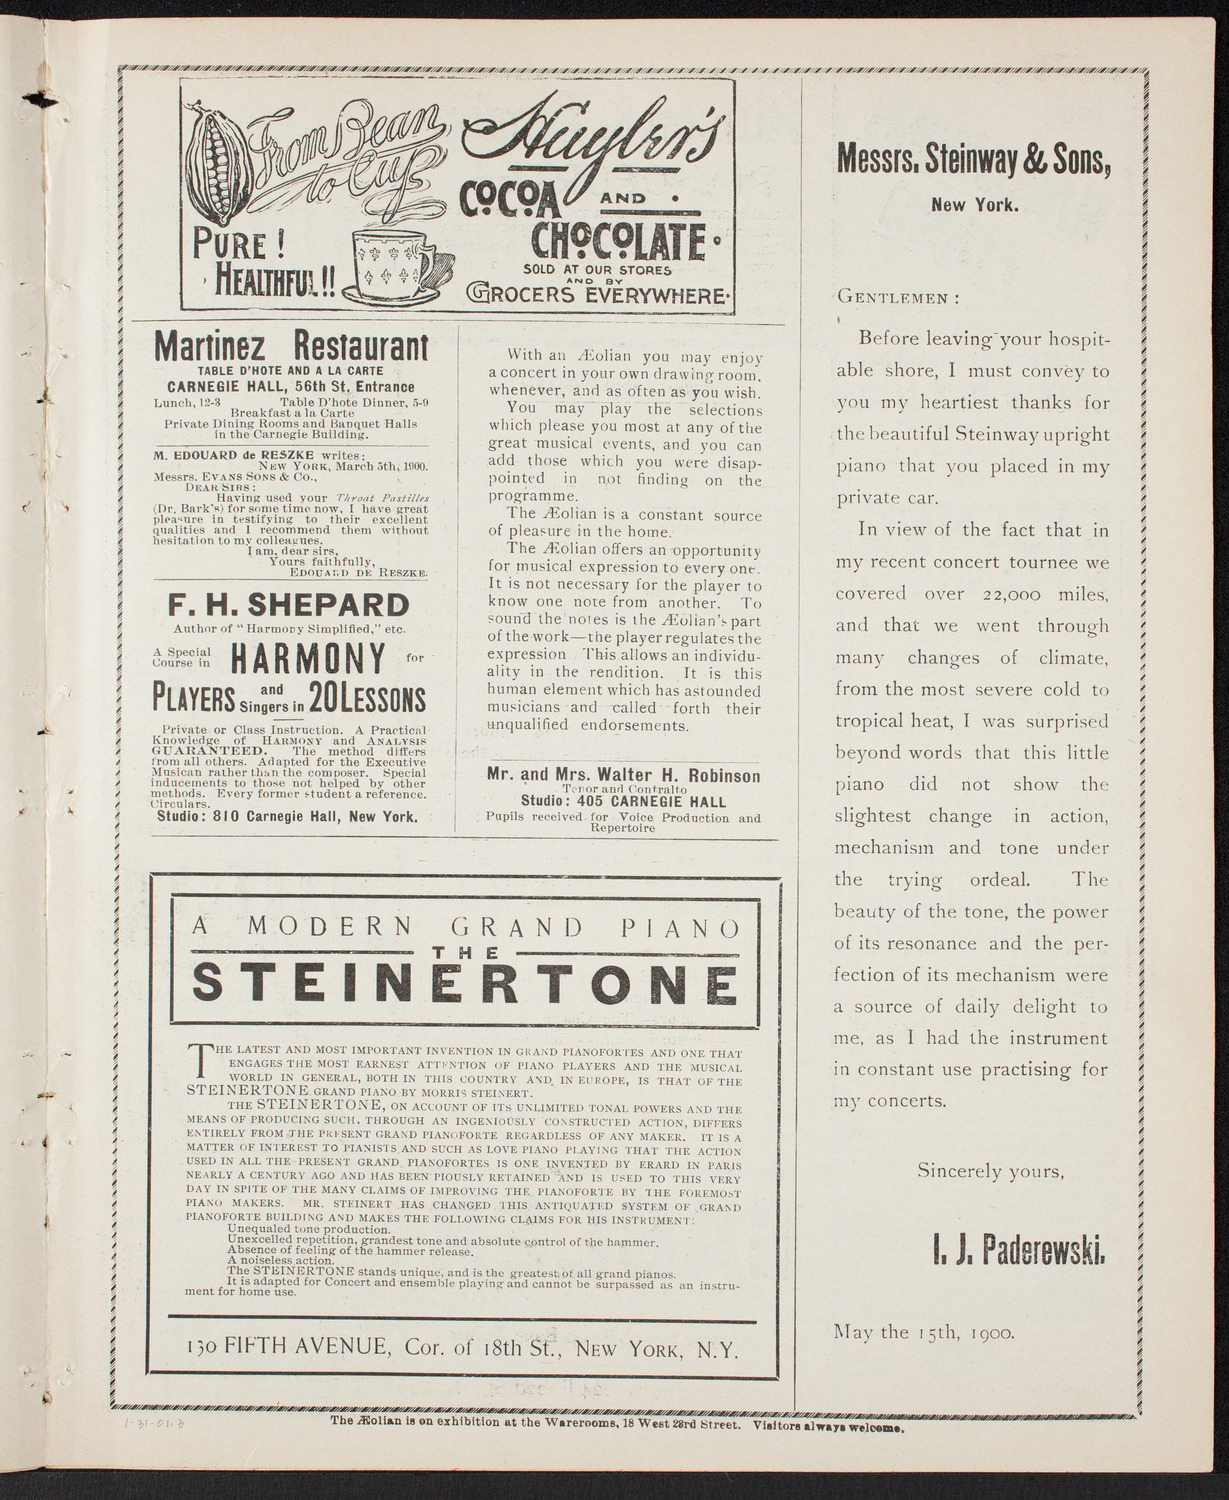 From Bean
to Cup
Huyler's
COCOA AND
CHOCOLATE
PURE!
HEALTHFUL!!
SOLD AT OUR STORES
AND BY
GROCERS EVERYWHERE
Martinez Restaurant
TABLE D'HOTE AND A LA CARTE
CARNEGIE HALL, 56th St. Entrance
Lunch, 12-3 Table D'hote Dinner, 5-9
Breakfast a la Carte
Private Dining Rooms and Banquet Halls
in the Carnegie Building.
M. EDOUARD de RESZKE writes:
NEW YORK, March 5th, 1900.
Messrs. EVANS SONS & CO.,
DEAR SIRS:
Having used your Throat Pastilles
(Dr. Bark's) for some time now, I have great
pleasure in testifying to their excellent
qualities and I recommend them without
hesitation to my colleagues.
I am, dear sirs,
Yours faithfully,
EDOUARD DE RESZKE.
F. H. SHEPARD
Author of "Harmony Simplified," etc.
A Special
Course in HARMONY for
PLAYERS and Singers in 20 LESSONS
Private or Class Instruction. A Practical
Knowledge of HARMONY and ANALYSIS
GUARANTEED. The method differs
from all others. Adapted for the Executive
Musican rather than the composer. Special
inducements to those not helped by other
methods. Every former student a reference.
Circulars.
Studio: 810 Carnegie Hall, New York.
With an Æolian you may enjoy
a concert in your own drawing room,
whenever, and as often as you wish.
You may play the selections
which please you most at any of the
great musical events, and you can
add those which you were disap-
pointed in not finding on the
programme.
The Æolian is a constant source
of pleasure in the home.
The Æolian offers an opportunity
for musical expression to every one.
It is not necessary for the player to
know one note from another. To
sound the notes is the Æolian's part
of the work—the player regulates the
expression This allows an individu-
ality in the rendition. It is this
human element which has astounded
musicians and called forth their
unqualified endorsements.
Mr. and Mrs. Walter H. Robinson
Tenor and Contralto
Studio: 405 CARNEGIE HALL
Pupils received for Voice Production and
Repertoire
A MODERN GRAND PIANO
THE
STEINERTONE
THE LATEST AND MOST IMPORTANT INVENTION IN GRAND PIANOFORTES AND ONE THAT
ENGAGES THE MOST EARNEST ATTENTION OF PIANO PLAYERS AND THE MUSICAL
WORLD IN GENERAL, BOTH IN THIS COUNTRY AND IN EUROPE, IS THAT OF THE
STEINERTONE GRAND PIANO BY MORRIS STEINERT.
THE STEINERTONE, ON ACCOUNT OF ITS UNLIMITED TONAL POWERS AND THE
MEANS OF PRODUCING SUCH, THROUGH AN INGENIOUSLY CONSTRUCTED ACTION, DIFFERS
ENTIRELY FROM THE PRESENT GRAND PIANOFORTE REGARDLESS OF ANY MAKER. IT IS A
MATTER OF INTEREST TO PIANISTS AND SUCH AS LOVE PIANO PLAYING THAT THE ACTION
USED IN ALL THE PRESENT GRAND PIANOFORTES IS ONE INVENTED BY ERARD IN PARIS
NEARLY A CENTURY AGO AND HAS BEEN PIOUSLY RETAINED AND IS USED TO THIS VERY
DAY IN SPITE OF THE MANY CLAIMS OF IMPROVING THE PIANOFORTE BY THE FOREMOST
PIANO MAKERS. MR. STEINERT HAS CHANGED THIS ANTIQUATED SYSTEM OF GRAND
PIANOFORTE BUILDING AND MAKES THE FOLLOWING CLAIMS FOR HIS INSTRUMENT:
Unequaled tone production.
Unexcelled repetition, grandest tone and absolute control of the hammer.
Absence of feeling of the hammer release.
A noiseless action.
The STEINERTONE stands unique, and is the greatest of all grand pianos.
It is adapted for Concert and ensemble playing and cannot be surpassed as an instru-
ment for home use.
130 FIFTH AVENUE, Cor. of 18th St., NEW YORK, N.Y.
Messrs. Steinway & Sons,
New York.
GENTLEMEN:
Before leaving your hospit-
able shore, I must convey to
you my heartiest thanks for
the beautiful Steinway upright
piano that you placed in my
private car.
In view of the fact that in
my recent concert tournee we
covered over 22,000 miles,
and that we went through
many changes of climate,
from the most severe cold to
tropical heat, I was surprised
beyond words that this little
piano did not show the
slightest change in action,
mechanism and tone under
the trying ordeal. The
beauty of the tone, the power
of its resonance and the per-
fection of its mechanism were
a source of daily delight to
me, as I had the instrument
in constant use practising for
my concerts.
Sincerely yours,
I. J. Paderewski.
May the 15th, 1900.
1-31-01:3
The Æolian is on exhibition at the Warerooms, 18 West 23rd Street. Visitors always welcome.